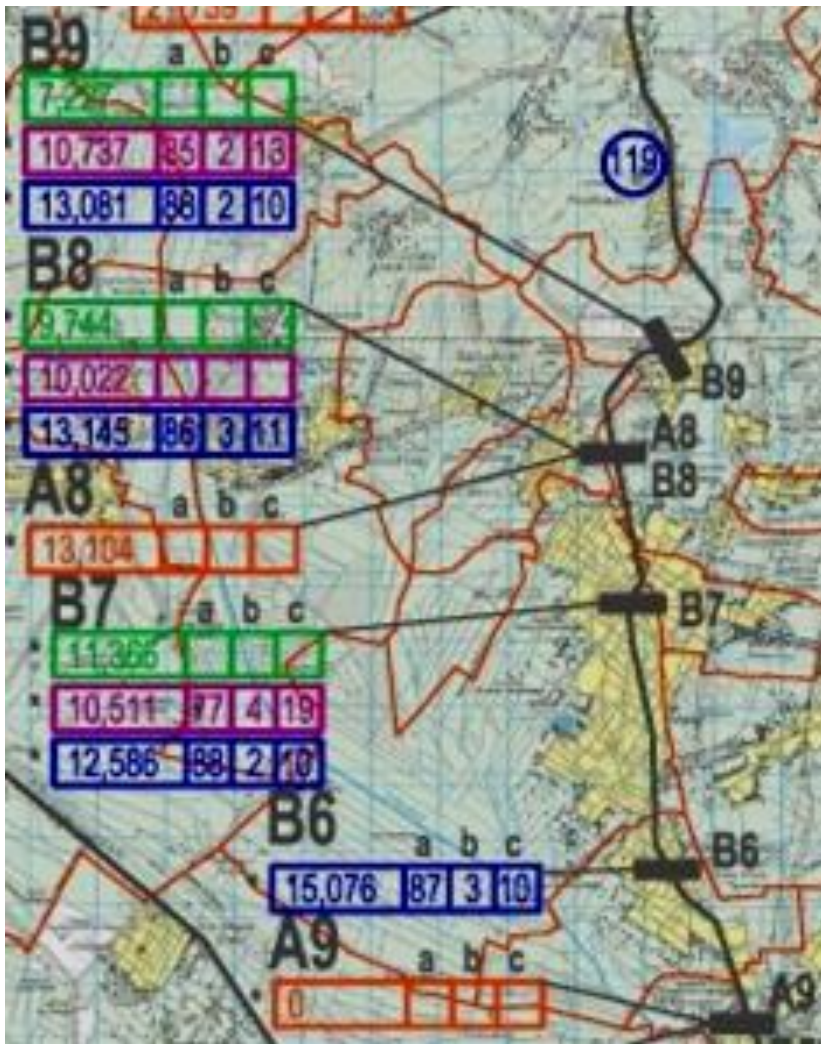 B9 a b c
10,737 85 2 13
13,081 88 2 10
119
B8 a b c
9,744
10,022
13,145 86 3 11
B9
A8
B8
A8 a b c
13,104
B7 a b c
11,366
10,511 77 4 19
12,586 88 2 10
B7
B6 a b c
15,076 87 3 10
B6
A9 a b c
0
A9